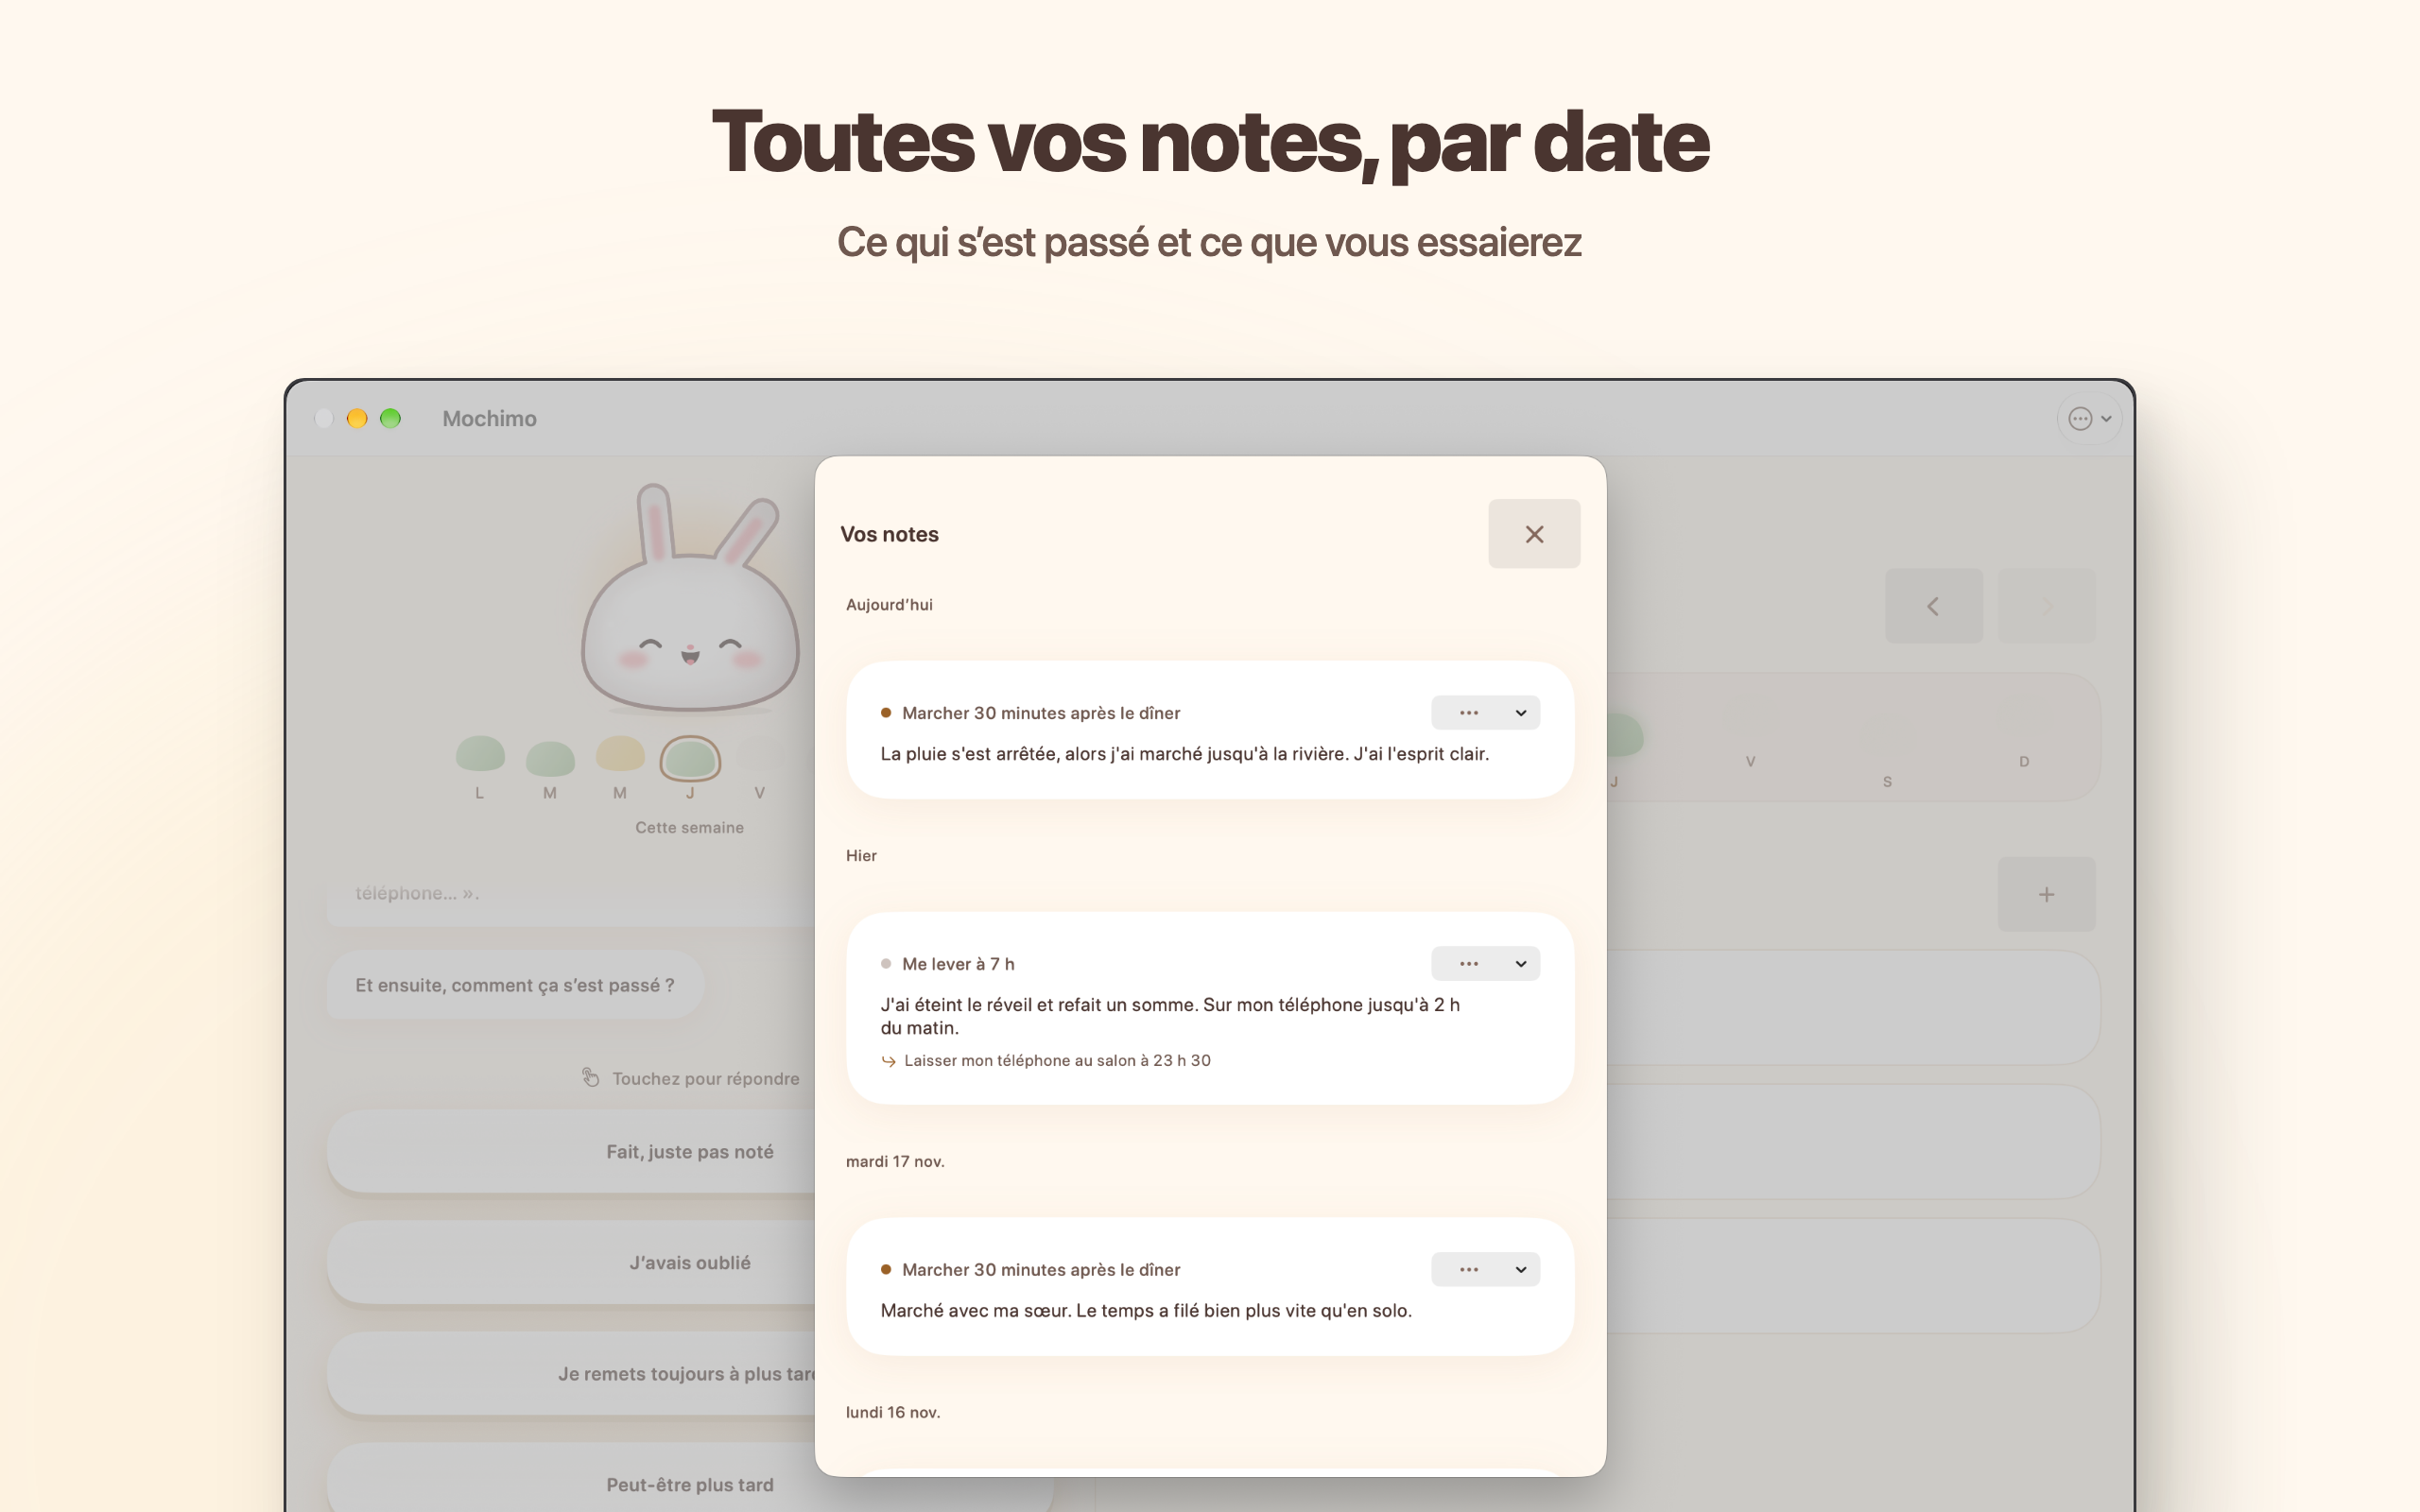 Toutes vos notes, par date
Ce qui s’est passé et ce que vous essaierez
Mochimo
L
M
M
J
V
Cette semaine
téléphone… ».
Et ensuite, comment ça s’est passé ?
Touchez pour répondre
Fait, juste pas noté
J’avais oublié
Je remets toujours à plus
Peut-être plus tard
Vos notes
Aujourd’hui
Marcher 30 minutes après le dîner
La pluie s'est arrêtée, alors j'ai marché jusqu'à la rivière. J'ai l'esprit clair.
Hier
Me lever à 7 h
J'ai éteint le réveil et refait un somme. Sur mon téléphone jusqu'à 2 h
du matin.
Laisser mon téléphone au salon à 23 h 30
mardi 17 nov.
Marcher 30 minutes après le dîner
Marché avec ma sœur. Le temps a filé bien plus vite qu'en solo.
lundi 16 nov.
J
V
S
D